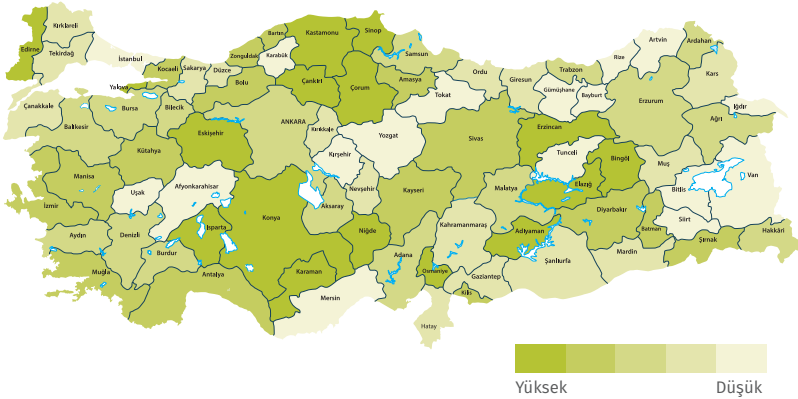 Kastamonu
Sinop
Bartın
Kırklareli
Edirne
Tekirdağ
İstanbul
Kocaeli
Sakarya
Düzce
Zonguldak
Karabük
Samsun
Artvin
Ardahan
Rize
Trabzon
Giresun
Ordu
Kars
Yalova
Bolu
Çankırı
Çorum
Amasya
Tokat
Gümüşhane
Bayburt
Erzurum
Iğdır
Ağrı
Çanakkale
Balıkesir
Bursa
Bilecik
Eskişehir
ANKARA
Kırıkkale
Yozgat
Sivas
Erzincan
Kütahya
Kırşehir
Tunceli
Bingöl
Muş
Manisa
Uşak
Afyonkarahisar
Nevşehir
Kayseri
Malatya
Elazığ
Bitlis
Van
İzmir
Aksaray
Konya
Diyarbakır
Siirt
Aydın
Denizli
Isparta
Niğde
Kahramanmaraş
Adıyaman
Batman
Hakkâri
Şırnak
Burdur
Adana
Mardin
Şanlıurfa
Muğla
Antalya
Karaman
Osmaniye
Gaziantep
Kilis
Mersin
Hatay
Yüksek
Düşük